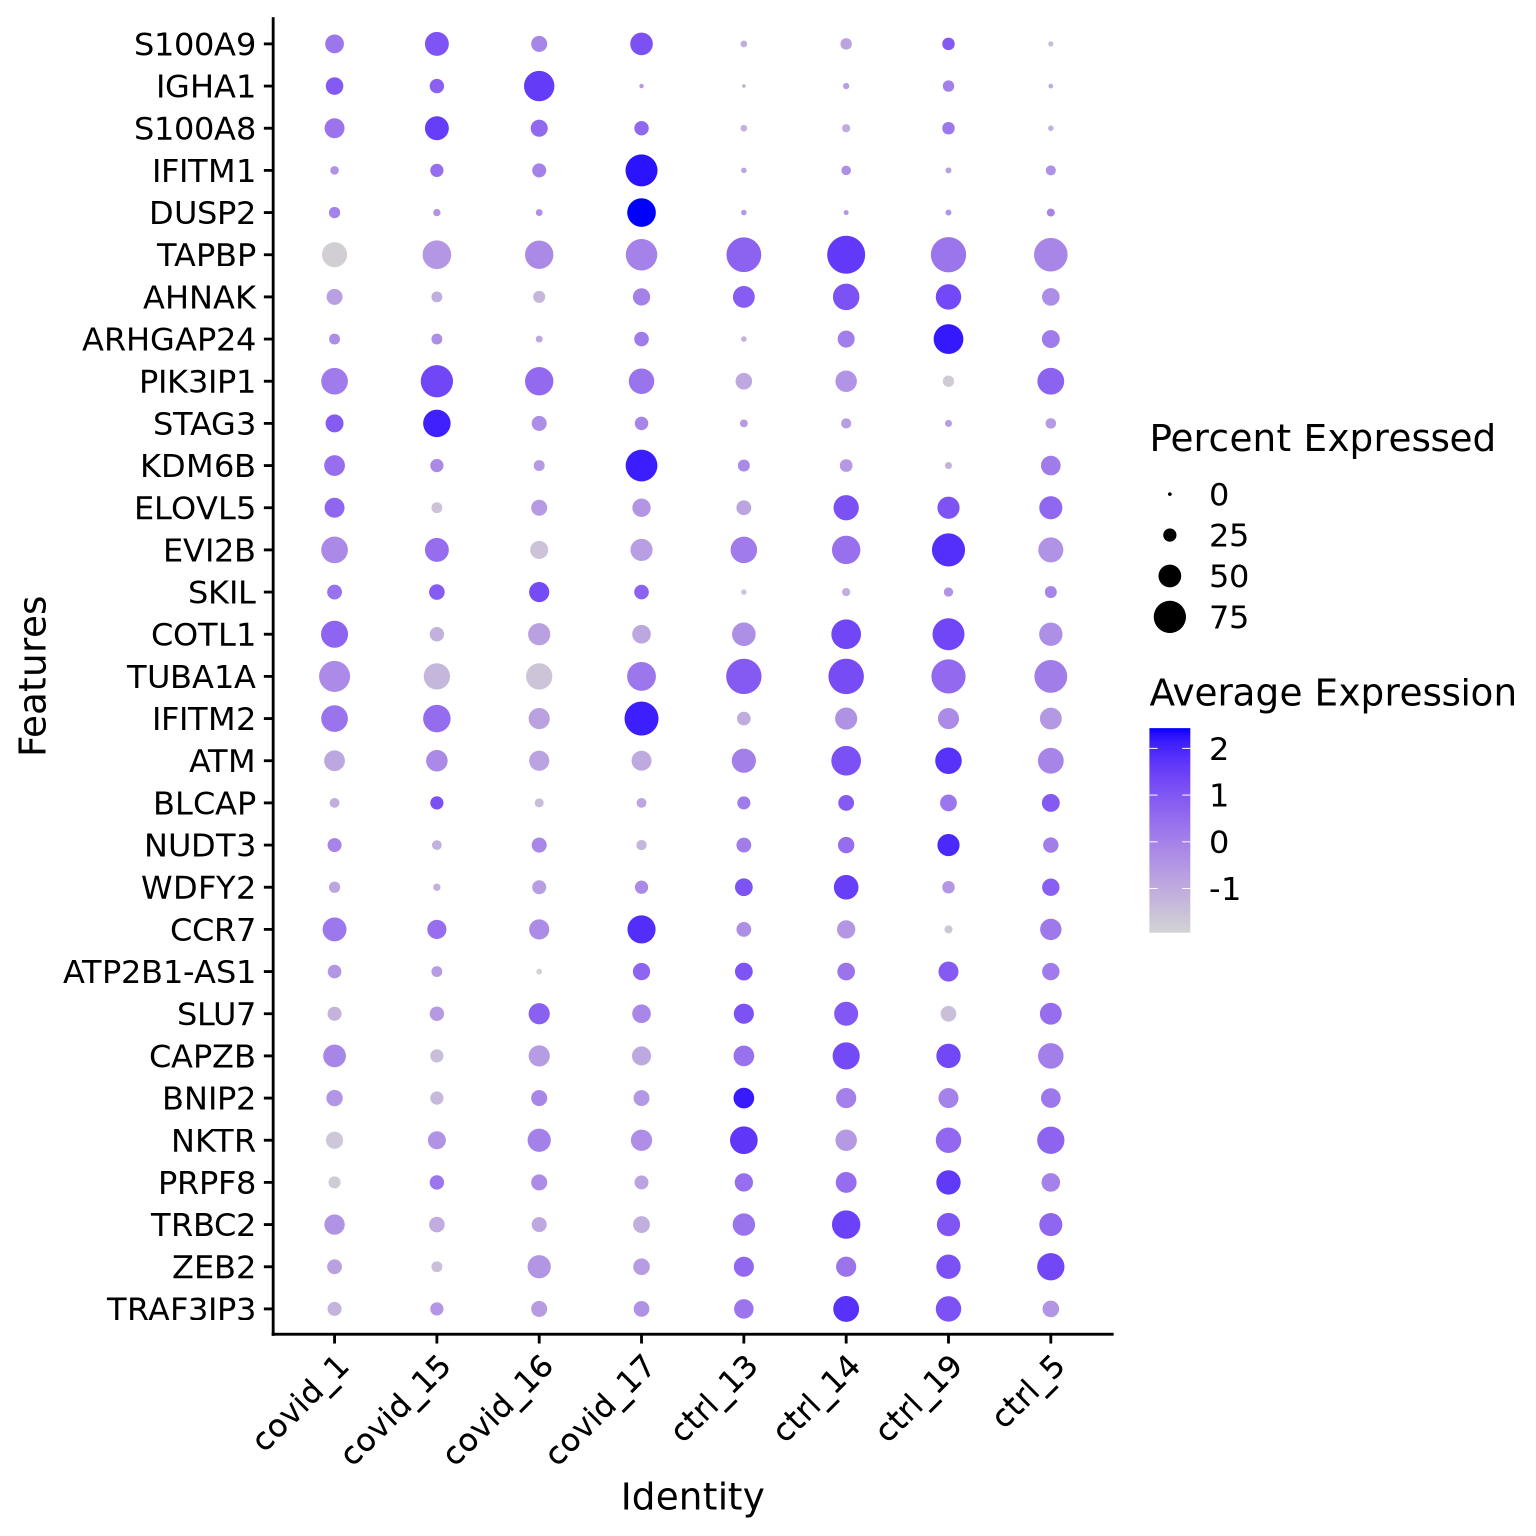 S100A9
IGHA1
S100A8
IFITM1
DUSP2
TAPBP
AHNAK
ARHGAP24
PIK3IP1
STAG3
KDM6B
ELOVL5
EVI2B
SKIL
COTL1
TUBA1A
IFITM2
ATM
BLCAP
NUDT3
WDFY2
CCR7
ATP2B1-AS1
SLU7
CAPZB
BNIP2
NKTR
PRPF8
TRBC2
ZEB2
TRAF3IP3
Features
covid_1
covid_15
covid_16
covid_17
ctrl_13
ctrl_14
ctrl_19
ctrl_5
Identity
Percent Expressed
0
25
50
75
Average Expression
2
1
0
-1